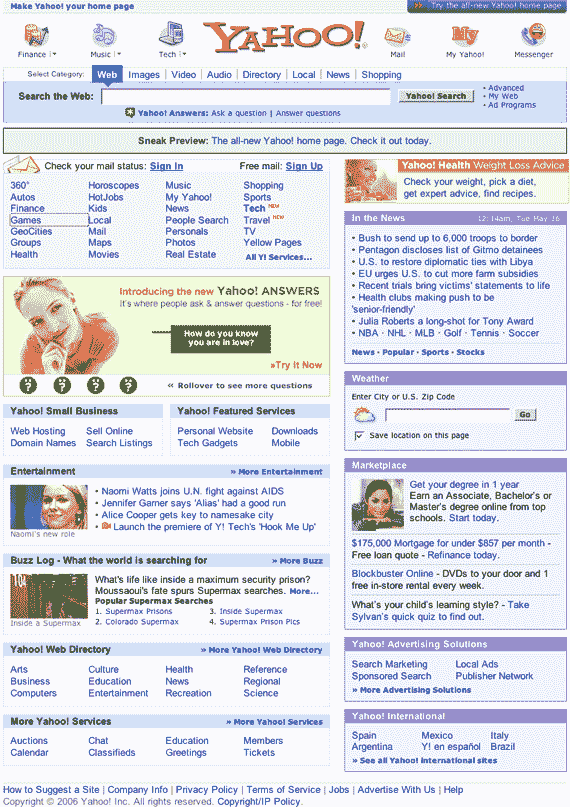 Make Yahoo! your home page
Try the all-new Yahoo! home page
Finance
Music
Tech
YAHOO!
Mail
My Yahoo!
Messenger
Select Category:
Web
Images
Video
Audio
Directory
Local
News
Shopping
Search the Web:
Yahoo! Search
• Advanced
• My Web
• Ad Programs
Yahoo! Answers: Ask a question | Answer questions
Sneak Preview: The all-new Yahoo! home page. Check it out today.
Check your mail status: Sign In
Free mail: Sign Up
360° Horoscopes Music Shopping
Autos HotJobs My Yahoo! Sports
Finance Kids News Tech NEW
Games Local People Search Travel NEW
GeoCities Mail Personals TV
Groups Maps Photos Yellow Pages
Health Movies Real Estate All Y! Services...
Introducing the new Yahoo! ANSWERS
It's where people ask & answer questions - for free!
How do you know
you are in love?
»Try It Now
« Rollover to see more questions
Yahoo! Small Business
Web Hosting Sell Online
Domain Names Search Listings
Yahoo! Featured Services
Personal Website Downloads
Tech Gadgets Mobile
Entertainment
» More Entertainment
Naomi Watts joins U.N. fight against AIDS
Jennifer Garner says 'Alias' had a good run
Alice Cooper gets key to namesake city
Launch the premiere of Y! Tech's 'Hook Me Up'
Naomi's new role
Buzz Log - What the world is searching for
» More Buzz
What's life like inside a maximum security prison?
Moussaoui's fate spurs Supermax searches. More...
Popular Supermax Searches
1. Supermax Prisons 3. Inside Supermax
2. Colorado Supermax 4. Supermax Prison Pics
Inside a Supermax
Yahoo! Web Directory
» More Yahoo! Web Directory
Arts Culture Health Reference
Business Education News Regional
Computers Entertainment Recreation Science
More Yahoo! Services
» More Yahoo! Services
Auctions Chat Education Members
Calendar Classifieds Greetings Tickets
Yahoo! Health Weight Loss Advice
Check your weight, pick a diet,
get expert advice, find recipes.
In the News
12:14am, Tue May 16
• Bush to send up to 6,000 troops to border
• Pentagon discloses list of Gitmo detainees
• U.S. to restore diplomatic ties with Libya
• EU urges U.S. to cut more farm subsidies
• Recent trials bring victims' statements to life
• Health clubs making push to be
'senior-friendly'
• Julia Roberts a long-shot for Tony Award
• NBA · NHL · MLB · Golf · Tennis · Soccer
News · Popular · Sports · Stocks
Weather
Enter City or U.S. Zip Code
Go
Save location on this page
Marketplace
Get your degree in 1 year
Earn an Associate, Bachelor's or
Master's degree online from top
schools. Start today.
$175,000 Mortgage for under $857 per month -
Free loan quote - Refinance today.
Blockbuster Online - DVDs to your door and 1
free in-store rental every week.
What's your child's learning style? - Take
Sylvan's quick quiz to find out.
Yahoo! Advertising Solutions
Search Marketing Local Ads
Sponsored Search Publisher Network
» More Advertising Solutions
Yahoo! International
Spain Mexico Italy
Argentina Y! en español Brazil
» See all Yahoo! international sites
How to Suggest a Site | Company Info | Privacy Policy | Terms of Service | Jobs | Advertise With Us | Help
Copyright © 2006 Yahoo! Inc. All rights reserved. Copyright/IP Policy.